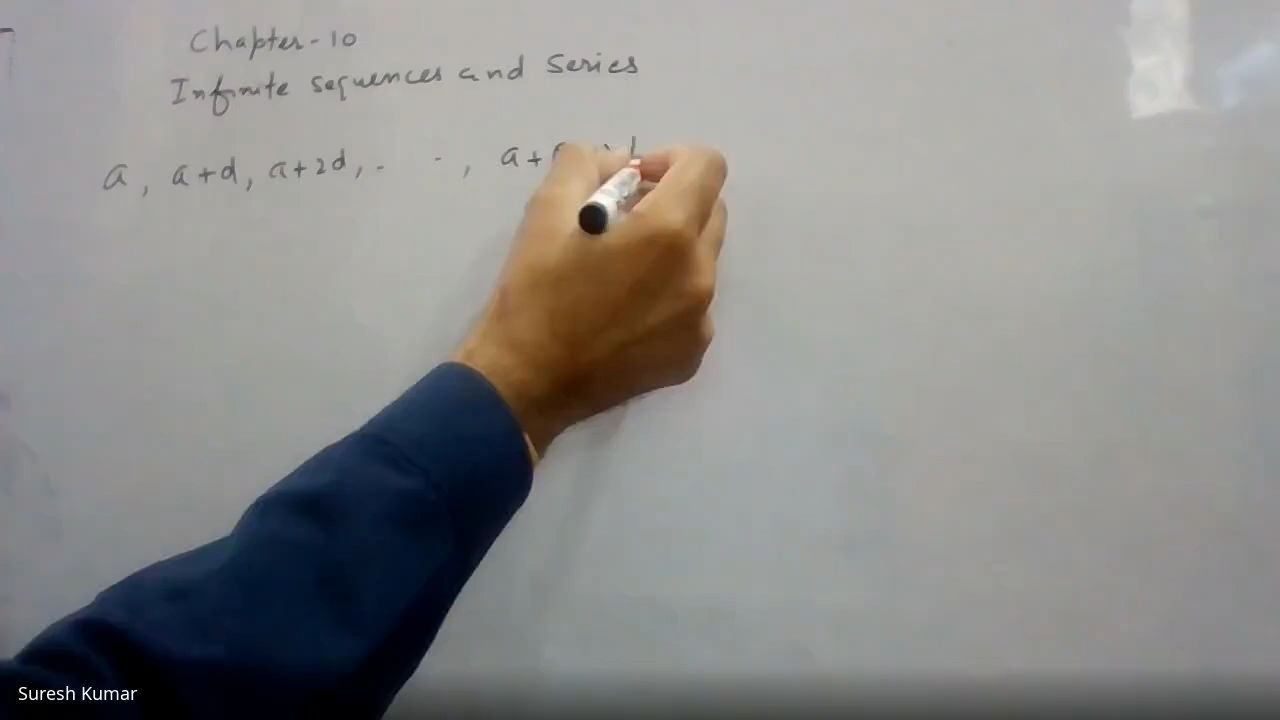 Chapter-10
Infinite sequences and Series
a, a+d, a+2d, . . , a+
Suresh Kumar